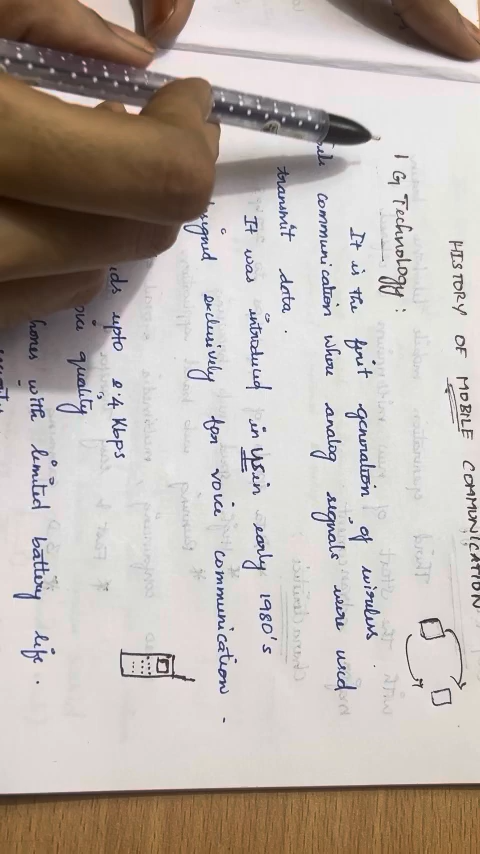 HISTORY OF MOBILE COMMUNICATION
1 G Technology :
It is the first generation of wireless
communication where analog signals were used
transmit data .
It was introduced in US in early 1980's
exclusively for voice communication .
upto 2.4 Kbps
quality
with limited battery life .